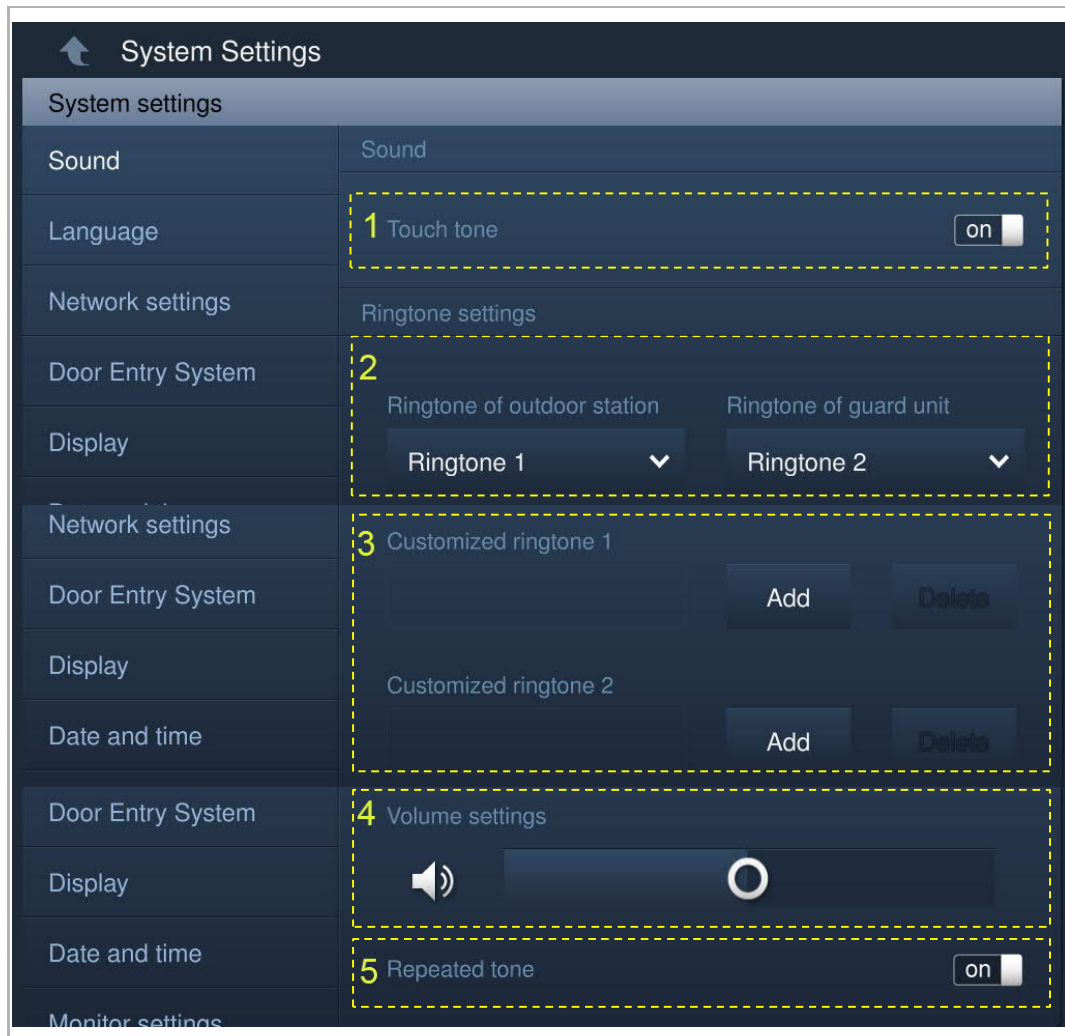 System Settings
System settings
Sound
Language
Network settings
Door Entry System
Display
Network settings
Door Entry System
Display
Date and time
Door Entry System
Display
Date and time
Monitor settings
Sound
1 Touch tone on
Ringtone settings
2
Ringtone of outdoor station Ringtone of guard unit
Ringtone 1 Ringtone 2
3 Customized ringtone 1
Add Delete
Customized ringtone 2
Add Delete
4 Volume settings
5 Repeated tone on